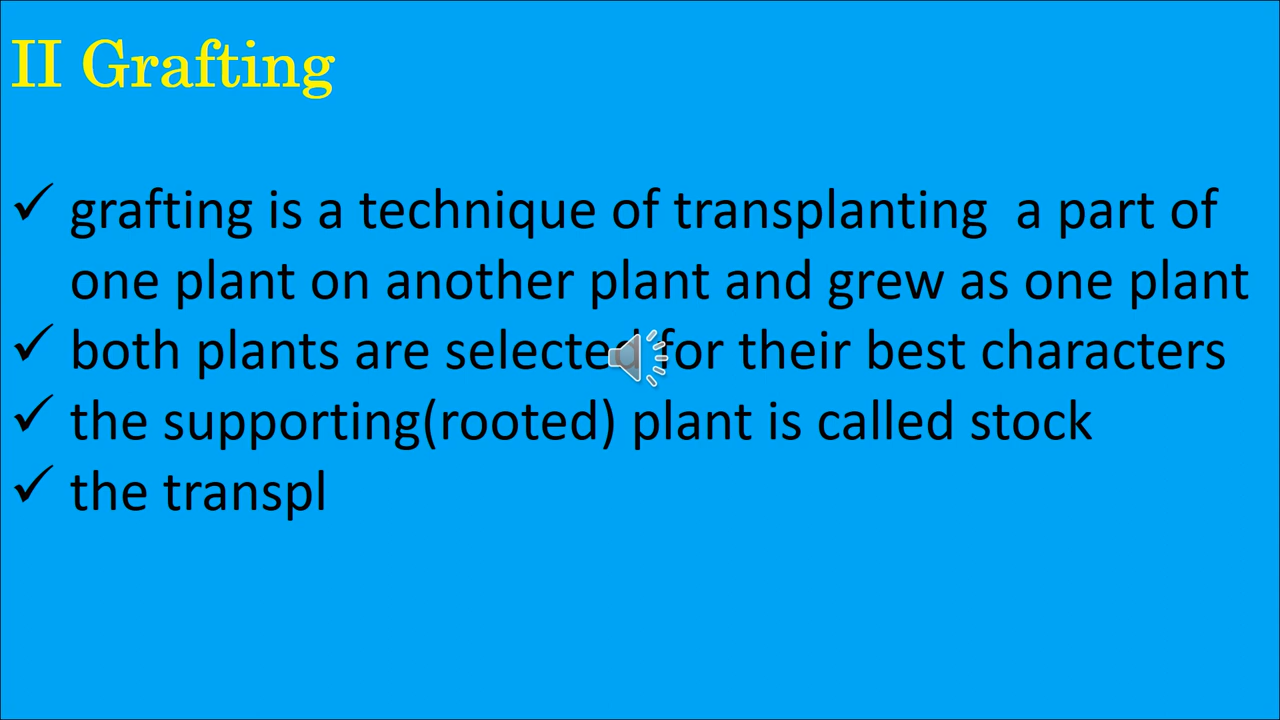 II Grafting
✓ grafting is a technique of transplanting  a part of
one plant on another plant and grew as one plant
✓ both plants are selected for their best characters
✓ the supporting(rooted) plant is called stock
✓ the transpl